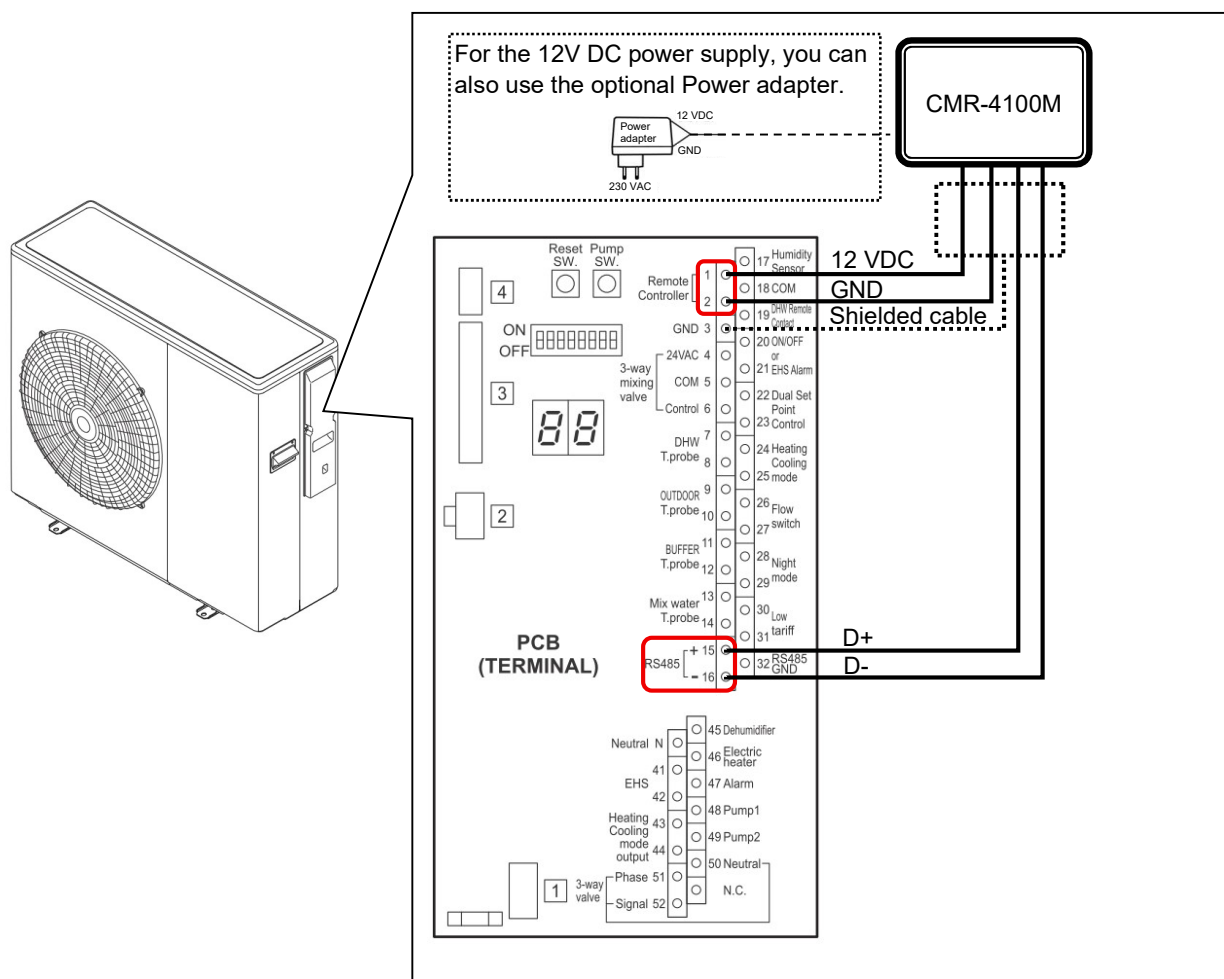 For the 12V DC power supply, you can
also use the optional Power adapter.
12 VDC
Power
adapter
GND
230 VAC
CMR-4100M
12 VDC
GND
Shielded cable
D+
D-
Reset Pump
SW. SW.
4
ON
OFF
3
88
2
PCB
(TERMINAL)
1
Remote
Controller
1
2
GND 3
3-way
mixing
valve
24VAC 4
COM 5
Control 6
DHW
T.probe
7
8
OUTDOOR
T.probe
9
10
BUFFER
T.probe
11
12
Mix water
T.probe
13
14
RS485
+ 15
- 16
17 Humidity
Sensor
18 COM
19 DHW Remote
Contact
20 ON/OFF
or
21 EHS Alarm
22 Dual Set
Point
23 Control
24 Heating
Cooling
25 mode
26 Flow
27 switch
28 Night
29 mode
30 Low
31 tariff
32 RS485
GND
Neutral N
EHS
41
42
Heating
Cooling
mode
output
43
44
3-way
valve
Phase 51
Signal 52
45 Dehumidifier
46 Electric
heater
47 Alarm
48 Pump1
49 Pump2
50 Neutral
N.C.